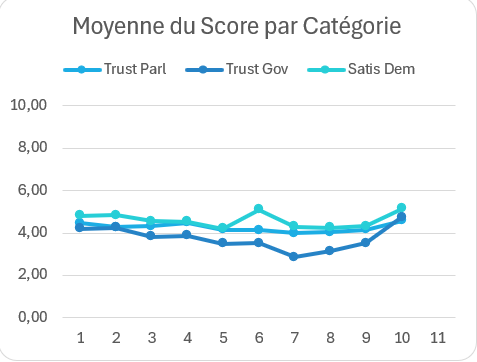 Moyenne du Score par Catégorie
Trust Parl Trust Gov Satis Dem
10,00
8,00
6,00
4,00
2,00
0,00
1 2 3 4 5 6 7 8 9 10 11